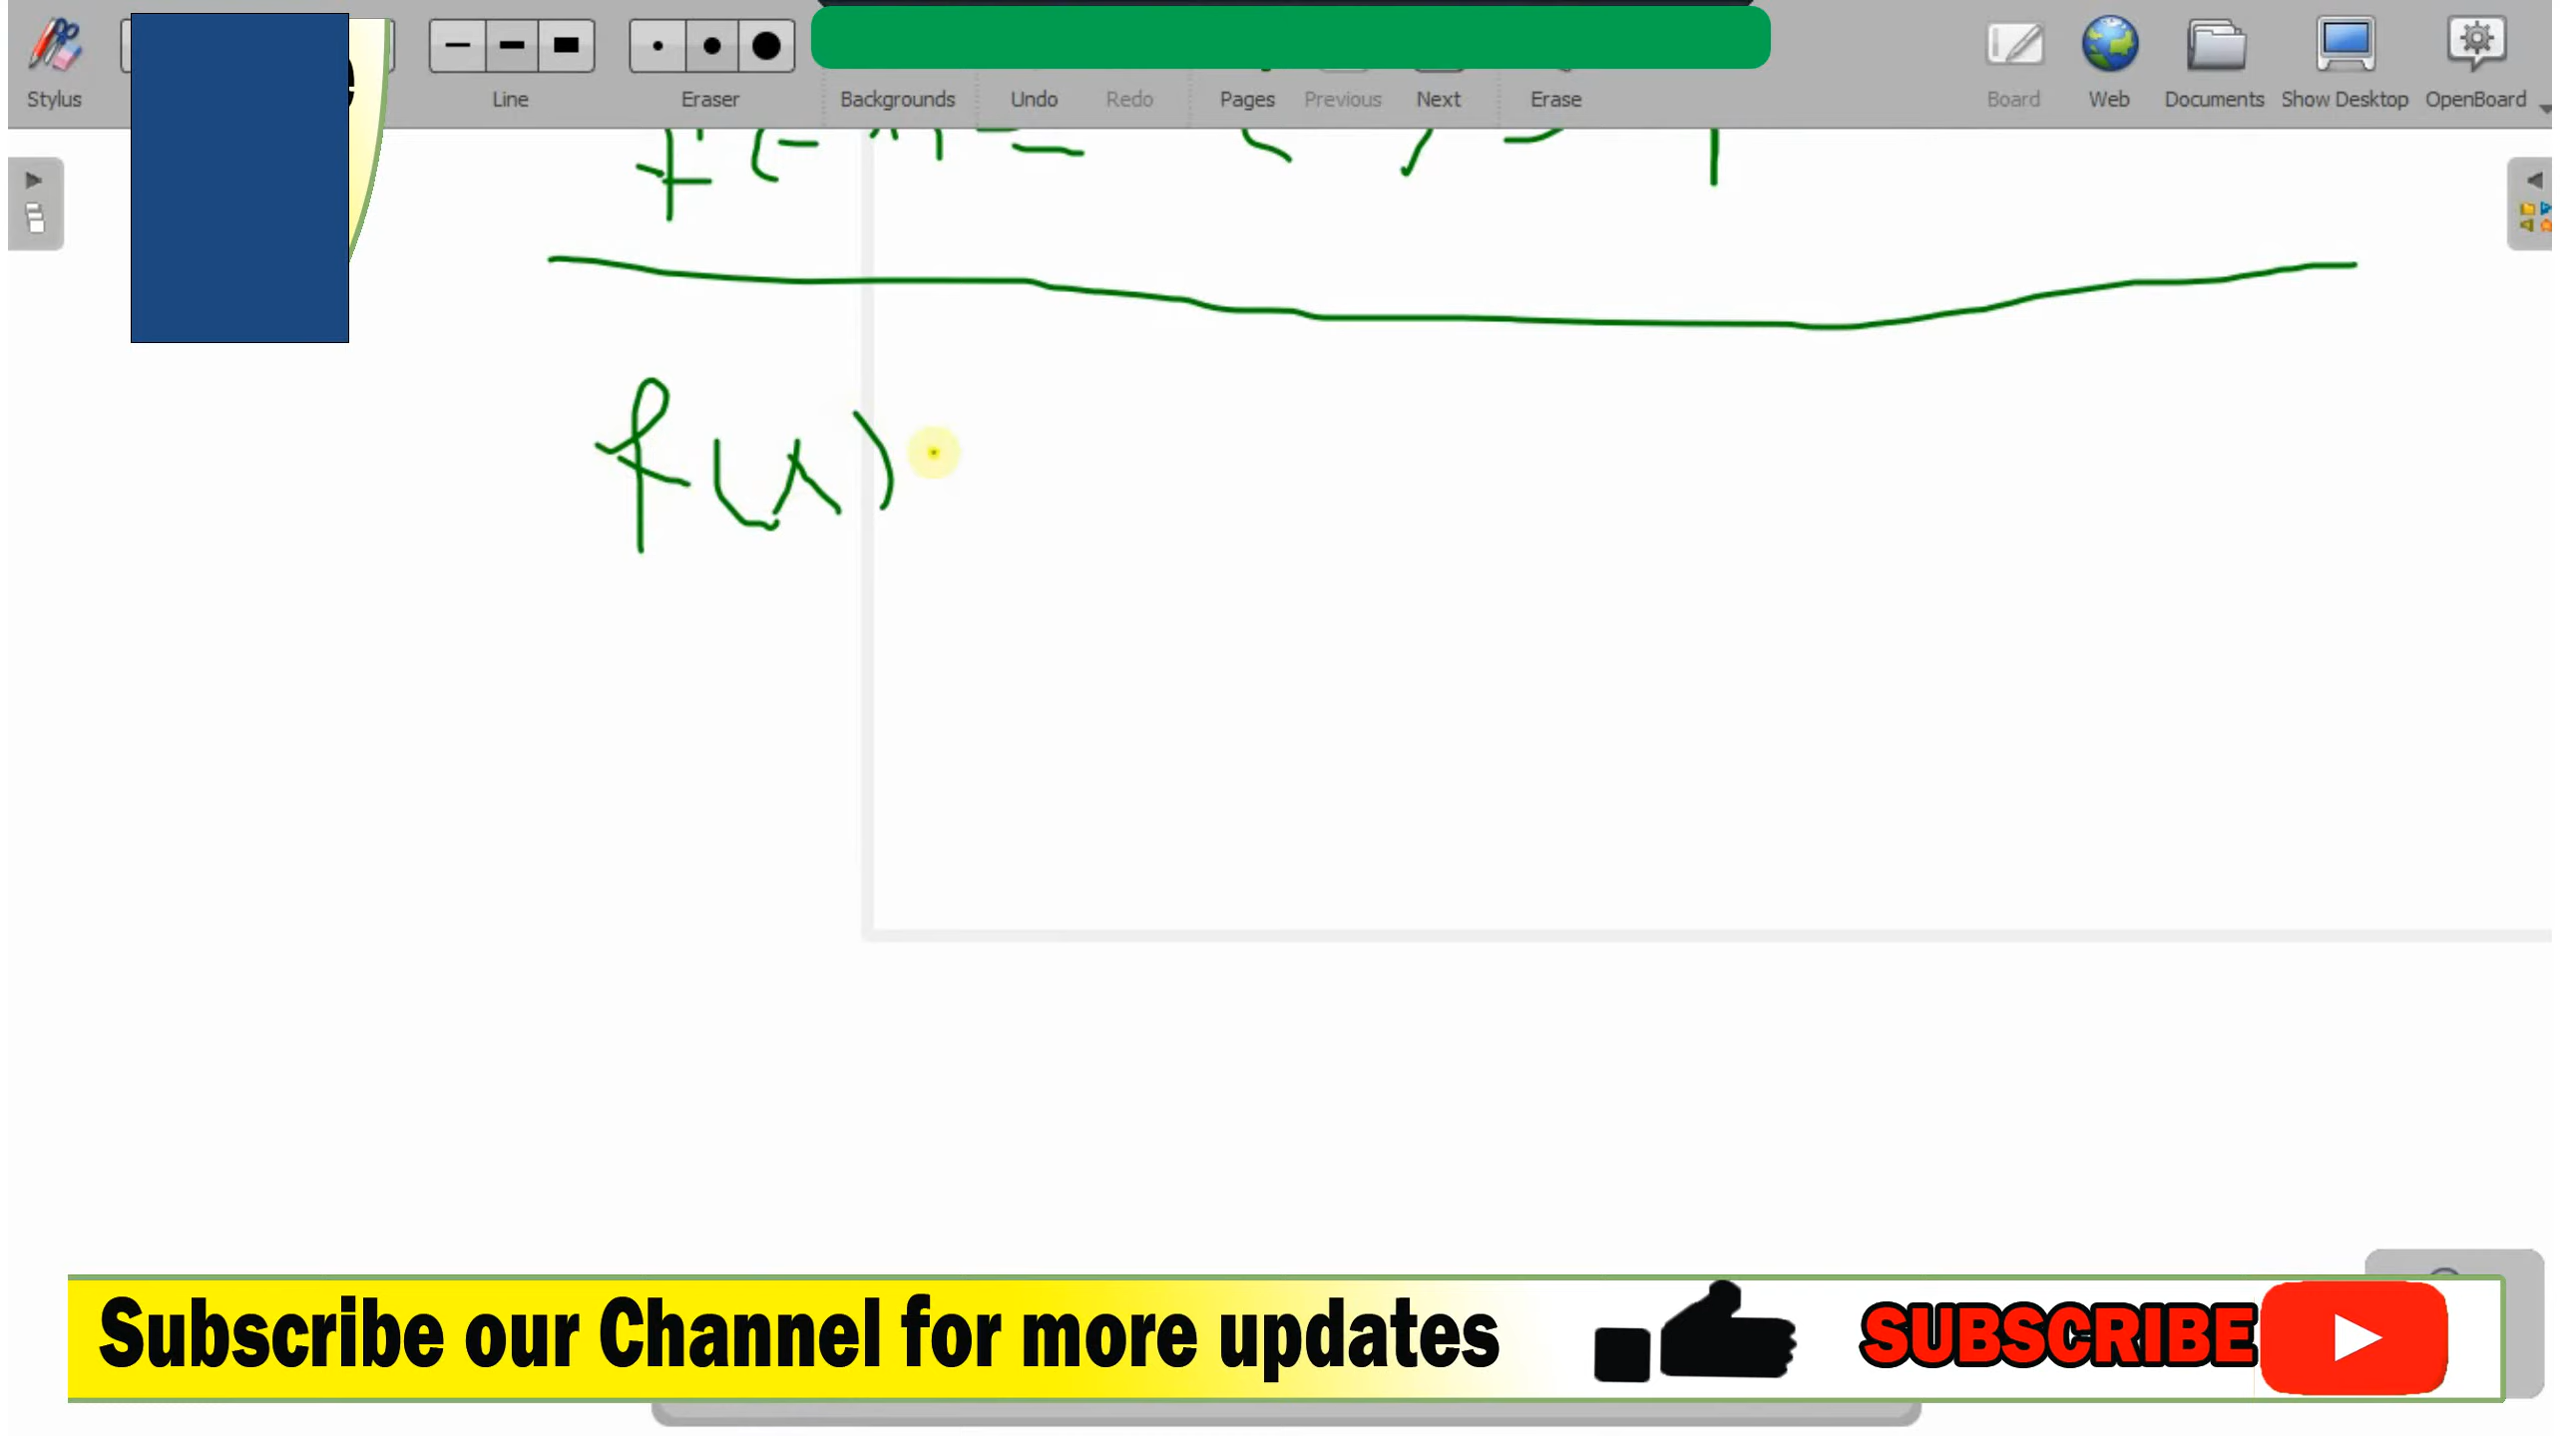 Stylus Line Eraser Backgrounds Undo Redo Pages Previous Next Erase Board Web Documents Show Desktop OpenBoard
f(x)
Subscribe our Channel for more updates SUBSCRIBE